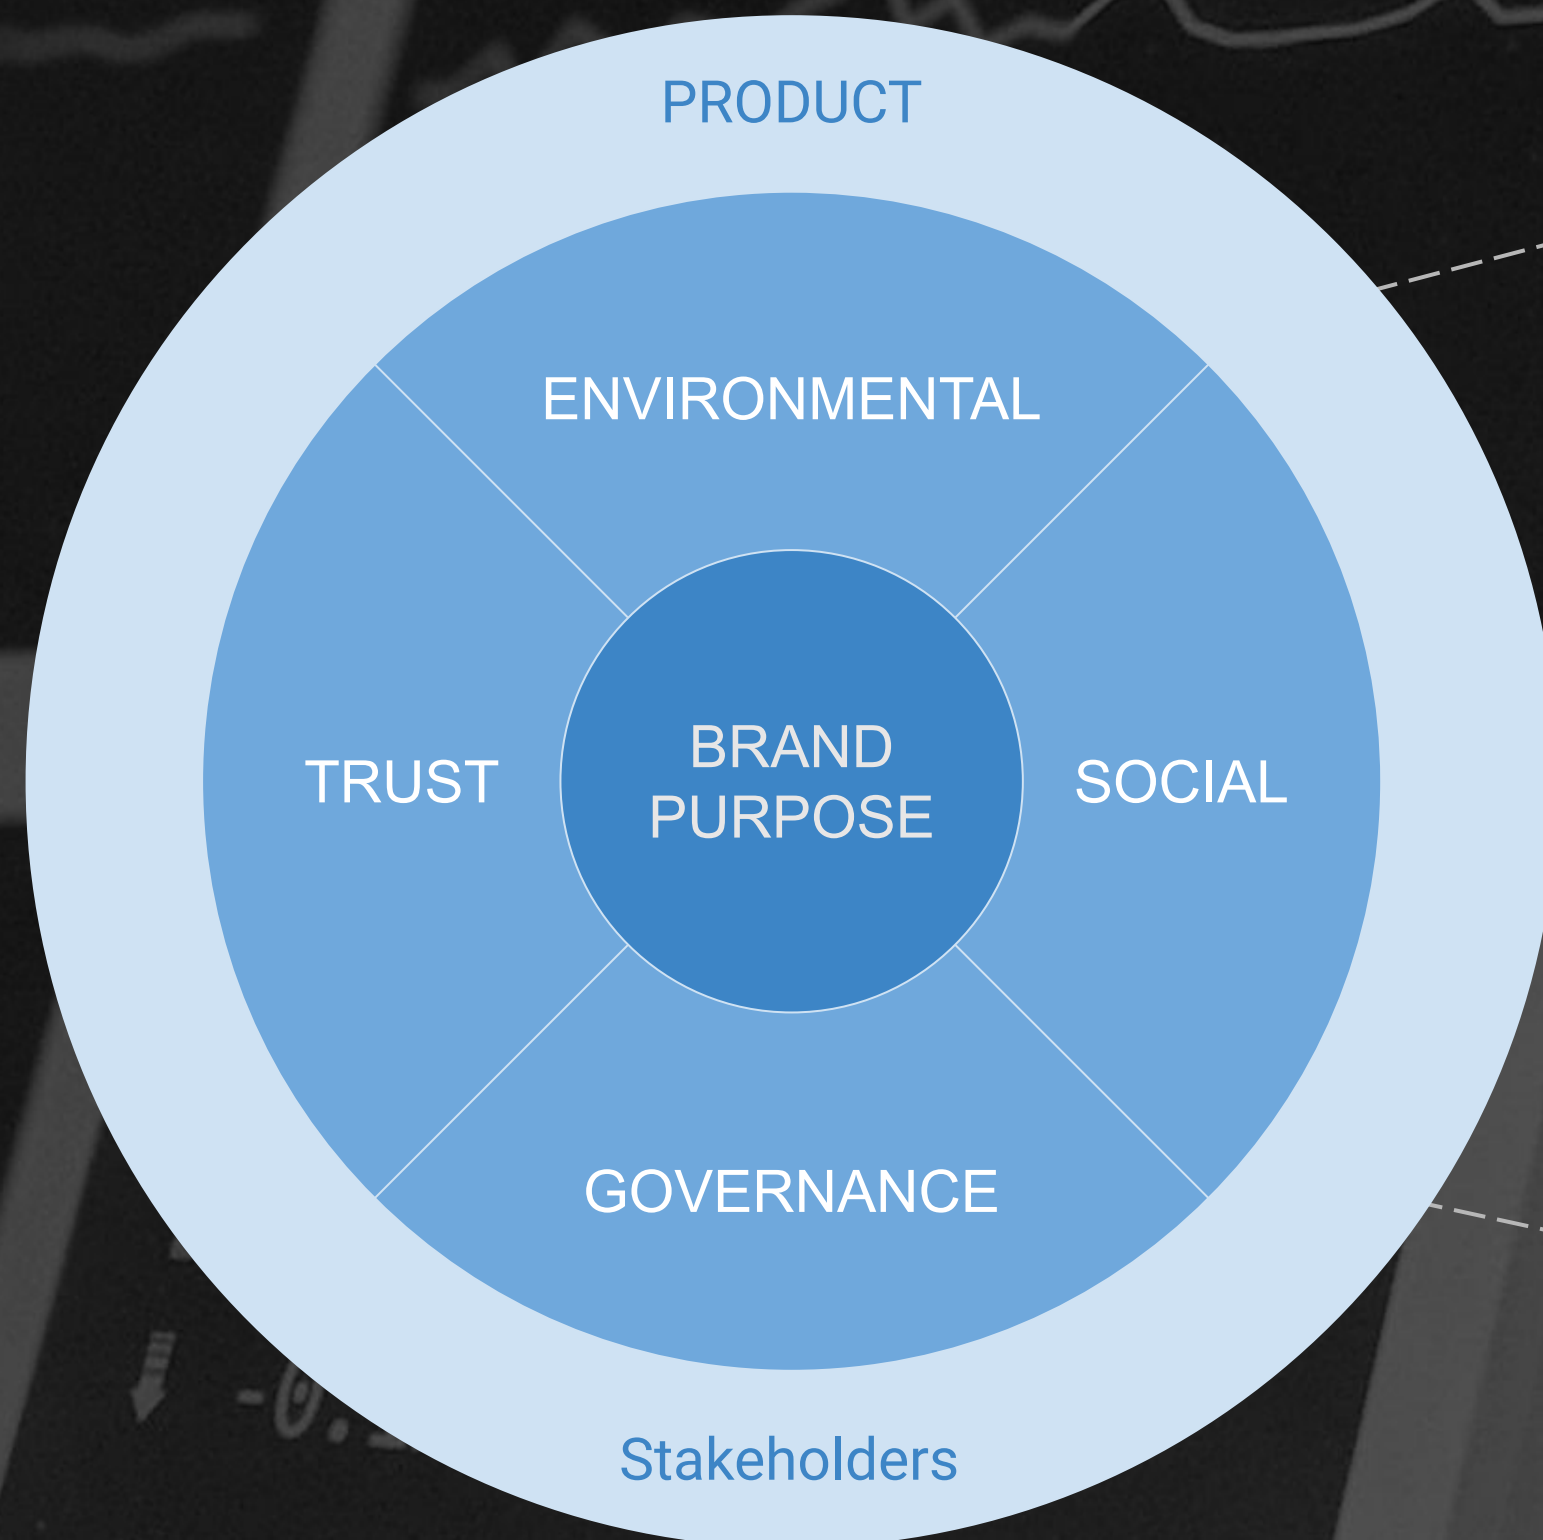 PRODUCT
ENVIRONMENTAL
TRUST
BRAND
PURPOSE
SOCIAL
GOVERNANCE
Stakeholders